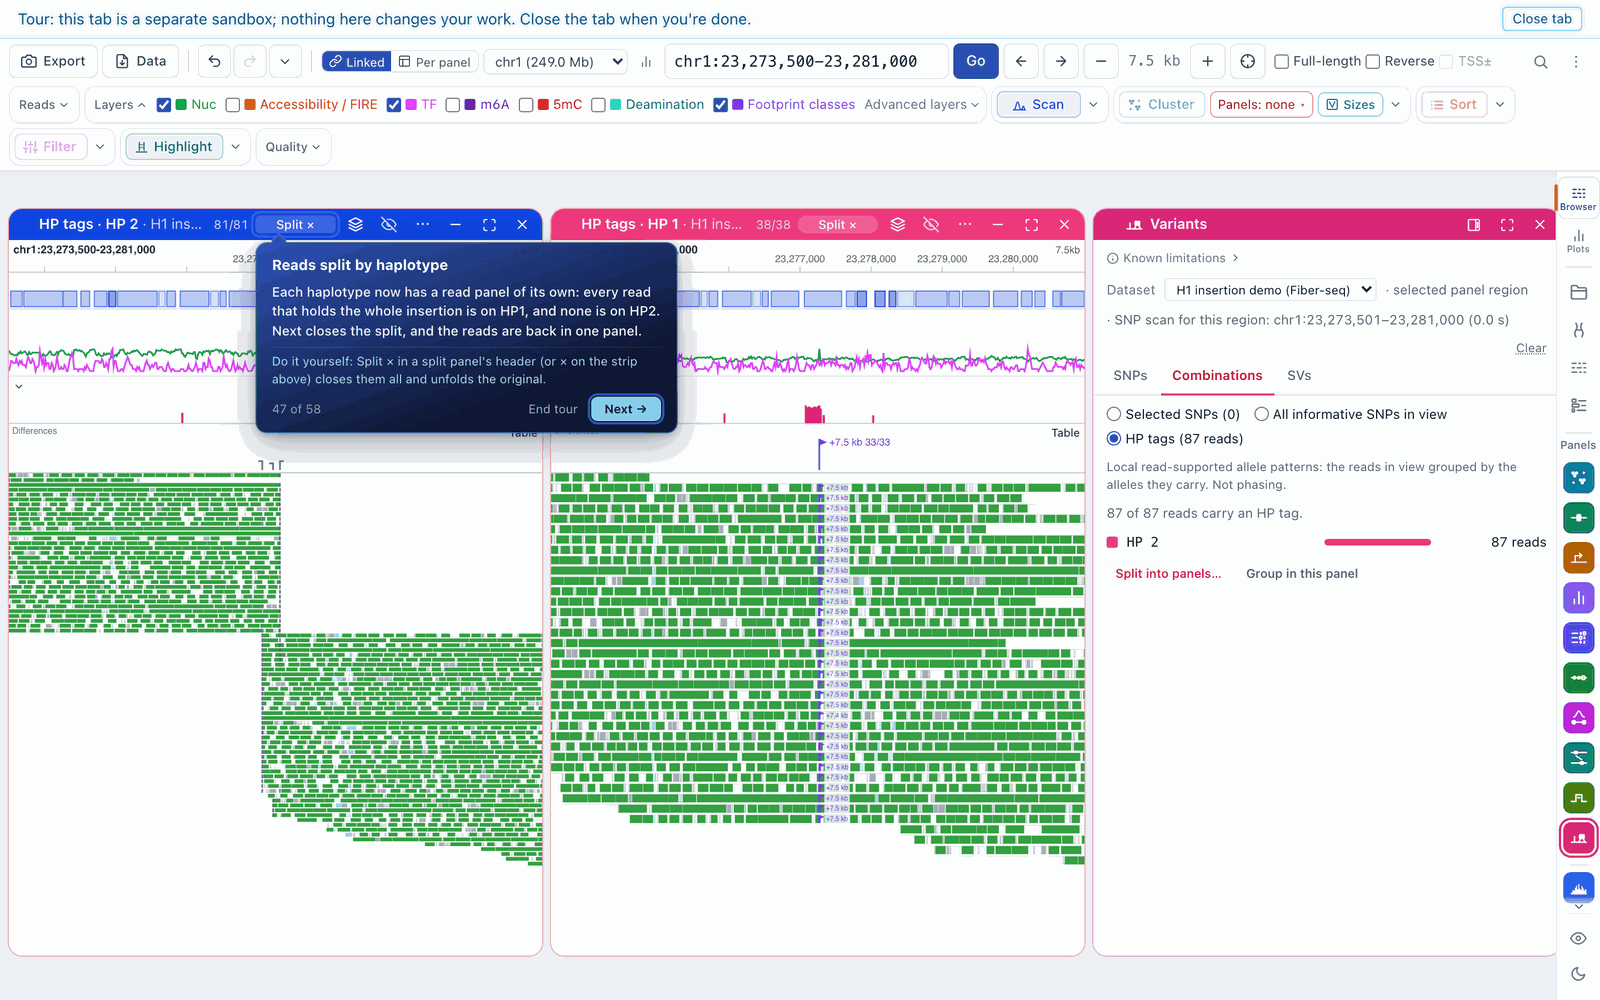 Tour: this tab is a separate sandbox; nothing here changes your work. Close the tab when you're done.
Close tab
Export
Data
Linked
Per panel
chr1 (249.0 Mb)
chr1:23,273,500–23,281,000
Go
7.5 kb
Full-length
Reverse
TSS±
Reads
Layers
Nuc
Accessibility / FIRE
TF
m6A
5mC
Deamination
Footprint classes
Advanced layers
Scan
Cluster
Panels: none
Sizes
Sort
Filter
Highlight
Quality
HP tags · HP 2 · H1 ins...
81/81
Split ×
HP tags · HP 1 · H1 ins...
38/38
Split ×
Variants
Browser
Plots
Panels
chr1:23,273,500-23,281,000
7.5kb
23,277,000
23,278,000
23,279,000
23,280,000
Reads split by haplotype
Each haplotype now has a read panel of its own: every read
that holds the whole insertion is on HP1, and none is on HP2.
Next closes the split, and the reads are back in one panel.
Do it yourself: Split × in a split panel's header (or × on the strip
above) closes them all and unfolds the original.
47 of 58
End tour
Next →
Differences
Table
Table
+7.5 kb 33/33
Known limitations
Dataset
H1 insertion demo (Fiber-seq)
· selected panel region
· SNP scan for this region: chr1:23,273,501–23,281,000 (0.0 s)
Clear
SNPs
Combinations
SVs
Selected SNPs (0)
All informative SNPs in view
HP tags (87 reads)
Local read-supported allele patterns: the reads in view grouped by the
alleles they carry. Not phasing.
87 of 87 reads carry an HP tag.
HP 2
87 reads
Split into panels...
Group in this panel